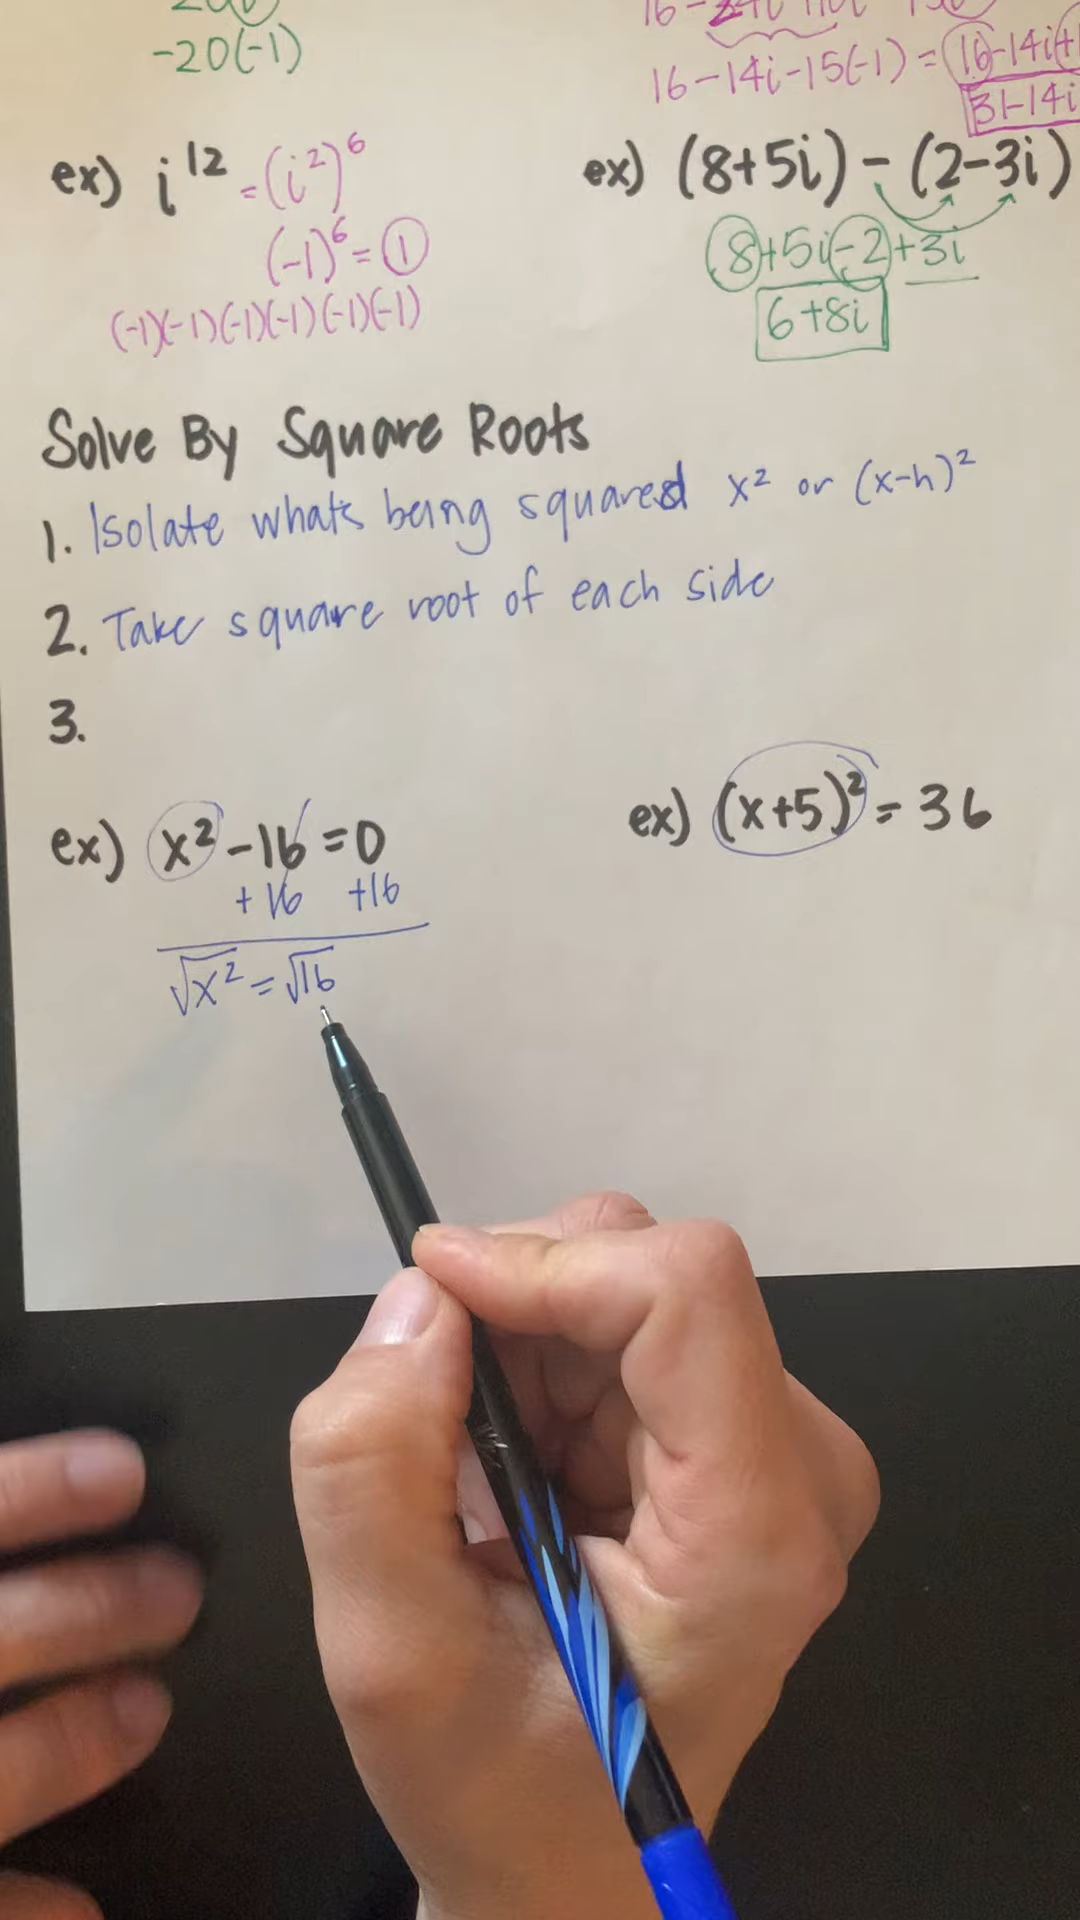 -20(-1)
16-14i-15(-1) = 16-14i+
31-14i
ex) i¹² = (i²)⁶
(-1)⁶ = 1
(-1)(-1)(-1)(-1)(-1)(-1)
ex) (8+5i) - (2-3i)
8+5i-2+3i
6+8i
Solve By Square Roots
1. Isolate whats being squared x² or (x-h)²
2. Take square root of each side
3.
ex) x² -16 =0
+16 +16
√x² = √16
ex) (x+5)² = 36